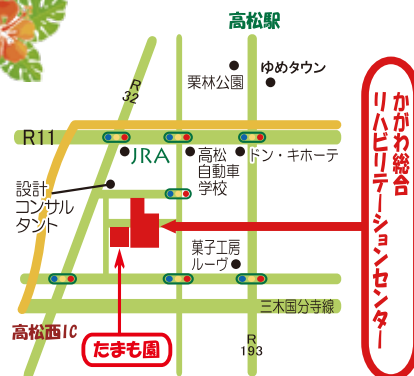 高松駅
ゆめタウン
栗林公園
R
32
R11
JRA
高松
自動車
学校
ドン・キホーテ
設計
コンサル
タント
かがわ総合
リハビリテーションセンター
菓子工房
ルーヴ
三木国分寺線
高松西IC
たまも園
R
193